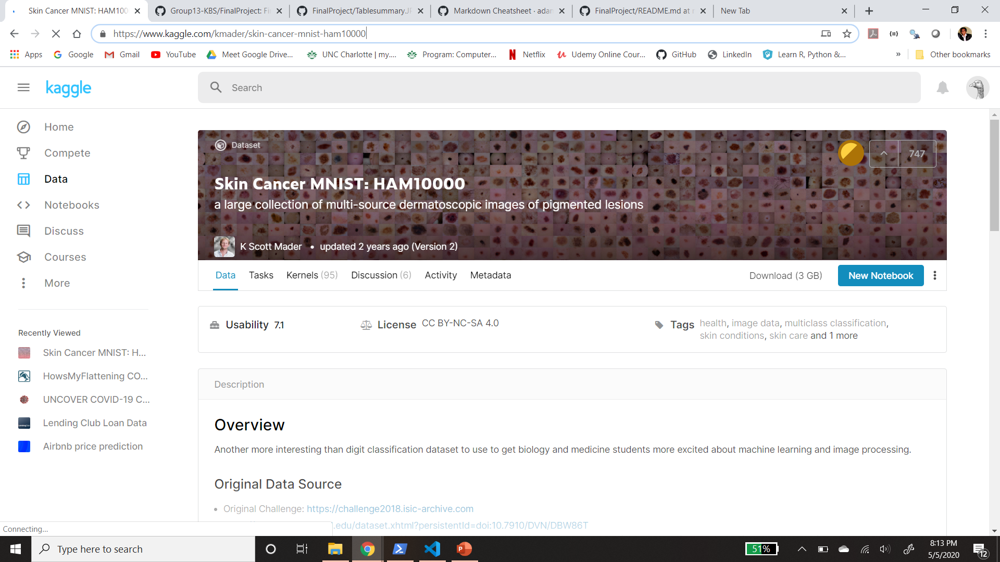 Skin Cancer MNIST: HAM100
Group13-KBS/FinalProject: Fi
FinalProject/Tablesummary.JP
Markdown Cheatsheet · adam
FinalProject/README.md at
New Tab
https://www.kaggle.com/kmader/skin-cancer-mnist-ham10000
Apps
Google
Gmail
YouTube
Meet Google Drive...
UNC Charlotte | my....
Program: Computer...
Netflix
Udemy Online Cour...
GitHub
LinkedIn
Learn R, Python &...
»
Other bookmarks
kaggle
Search
Home
Compete
Data
Notebooks
Discuss
Courses
More
Recently Viewed
Skin Cancer MNIST: H...
HowsMyFlattening CO...
UNCOVER COVID-19 C...
Lending Club Loan Data
Airbnb price prediction
Dataset
747
Skin Cancer MNIST: HAM10000
a large collection of multi-source dermatoscopic images of pigmented lesions
K Scott Mader • updated 2 years ago (Version 2)
Data
Tasks
Kernels (95)
Discussion (6)
Activity
Metadata
Download (3 GB)
New Notebook
Usability 7.1
License CC BY-NC-SA 4.0
Tags health, image data, multiclass classification,
skin conditions, skin care and 1 more
Description
Overview
Another more interesting than digit classification dataset to use to get biology and medicine students more excited about machine learning and image processing.
Original Data Source
• Original Challenge: https://challenge2018.isic-archive.com
.edu/dataset.xhtml?persistentId=doi:10.7910/DVN/DBW86T
Connecting...
Type here to search
51%
8:13 PM
5/5/2020
12